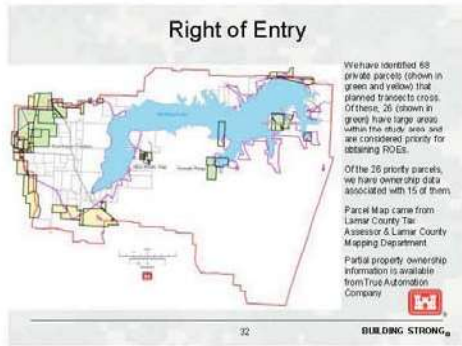 Right of Entry
We have identified 68
private parcels (shown in
green and yellow) that
planned transects cross.
Of these, 26 (shown in
green) have large areas
within the study area and
are considered priority for
obtaining ROEs.
Of the 26 priority parcels,
we have ownership data
associated with 15 of them.
Parcel Map came from
Lamar County Tax
Assessor & Lamar County
Mapping Department
Partial property ownership
information is available
from True Automation
Company
32
BUILDING STRONG®